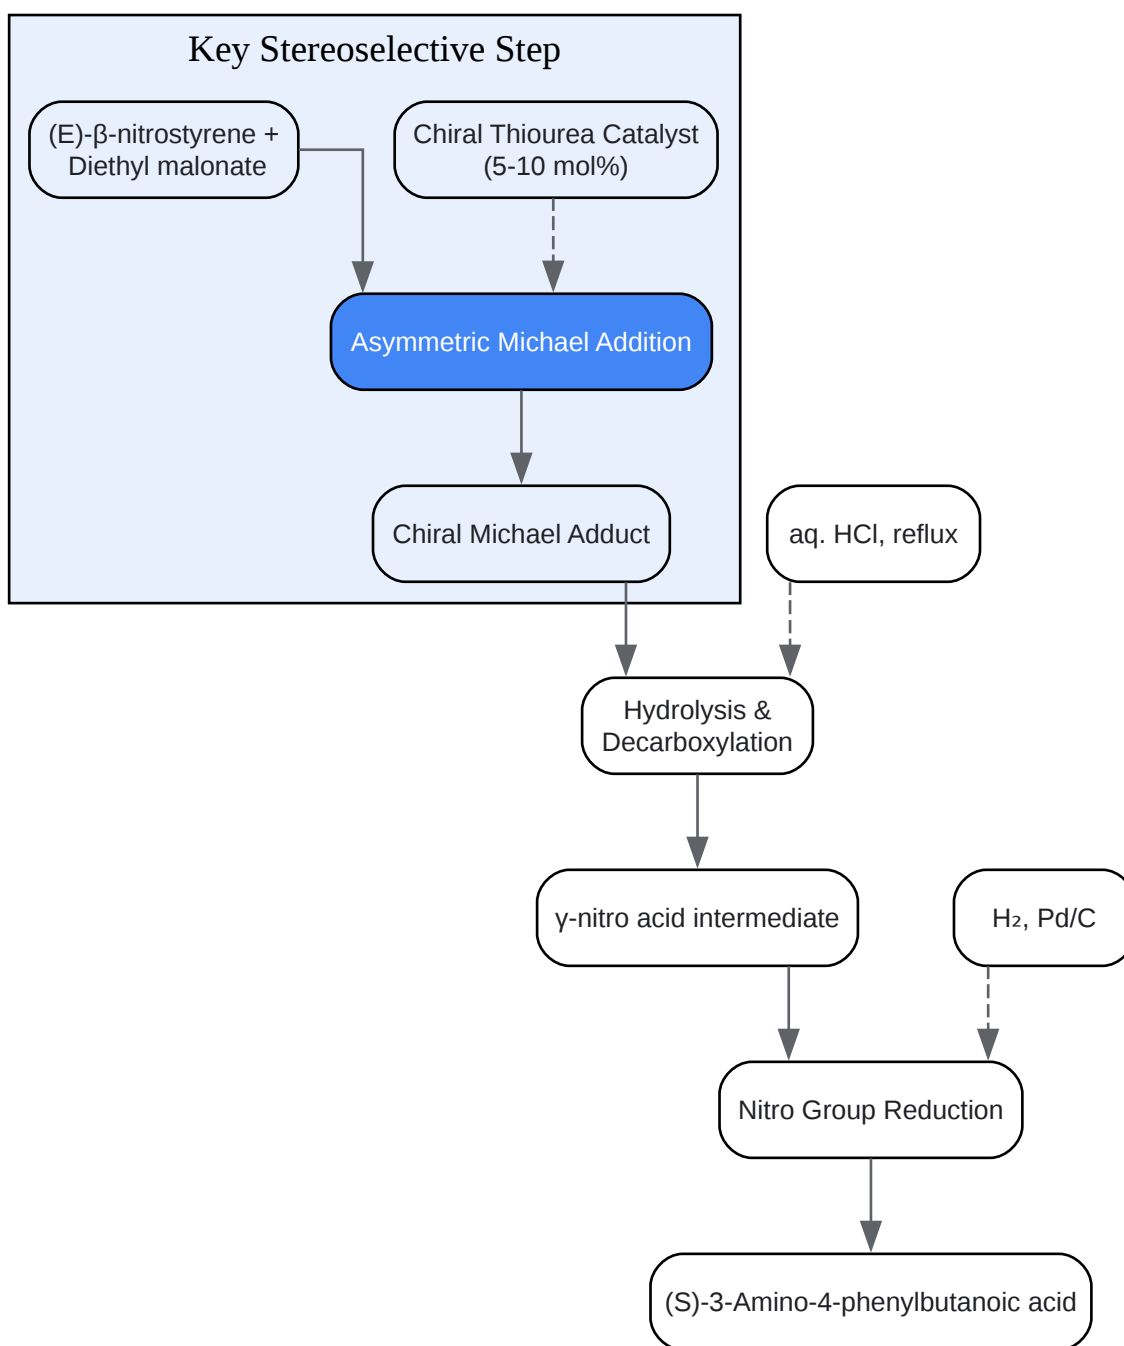 Key Stereoselective Step
(E)-β-nitrostyrene +
Diethyl malonate
Chiral Thiourea Catalyst
(5-10 mol%)
Asymmetric Michael Addition
Chiral Michael Adduct
aq. HCl, reflux
Hydrolysis &
Decarboxylation
γ-nitro acid intermediate
H₂, Pd/C
Nitro Group Reduction
(S)-3-Amino-4-phenylbutanoic acid